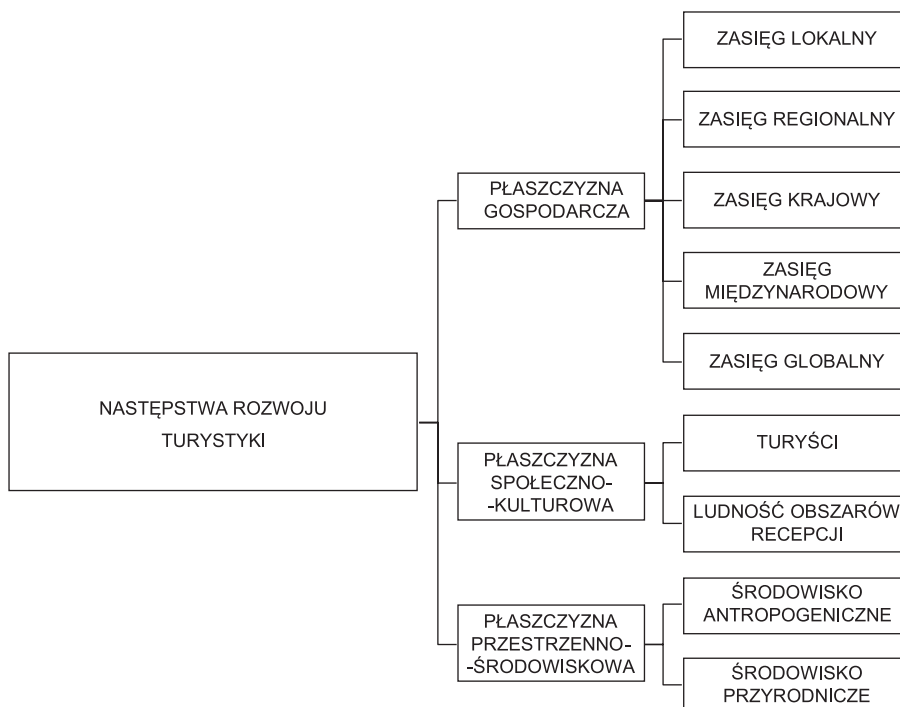 NASTĘPSTWA ROZWOJU
TURYSTYKI
PŁASZCZYZNA
GOSPODARCZA
ZASIĘG LOKALNY
ZASIĘG REGIONALNY
ZASIĘG KRAJOWY
ZASIĘG
MIĘDZYNARODOWY
ZASIĘG GLOBALNY
PŁASZCZYZNA
SPOŁECZNO-
-KULTUROWA
TURYŚCI
LUDNOŚĆ OBSZARÓW
RECEPCJI
PŁASZCZYZNA
PRZESTRZENNO-
-ŚRODOWISKOWA
ŚRODOWISKO
ANTROPOGENICZNE
ŚRODOWISKO
PRZYRODNICZE